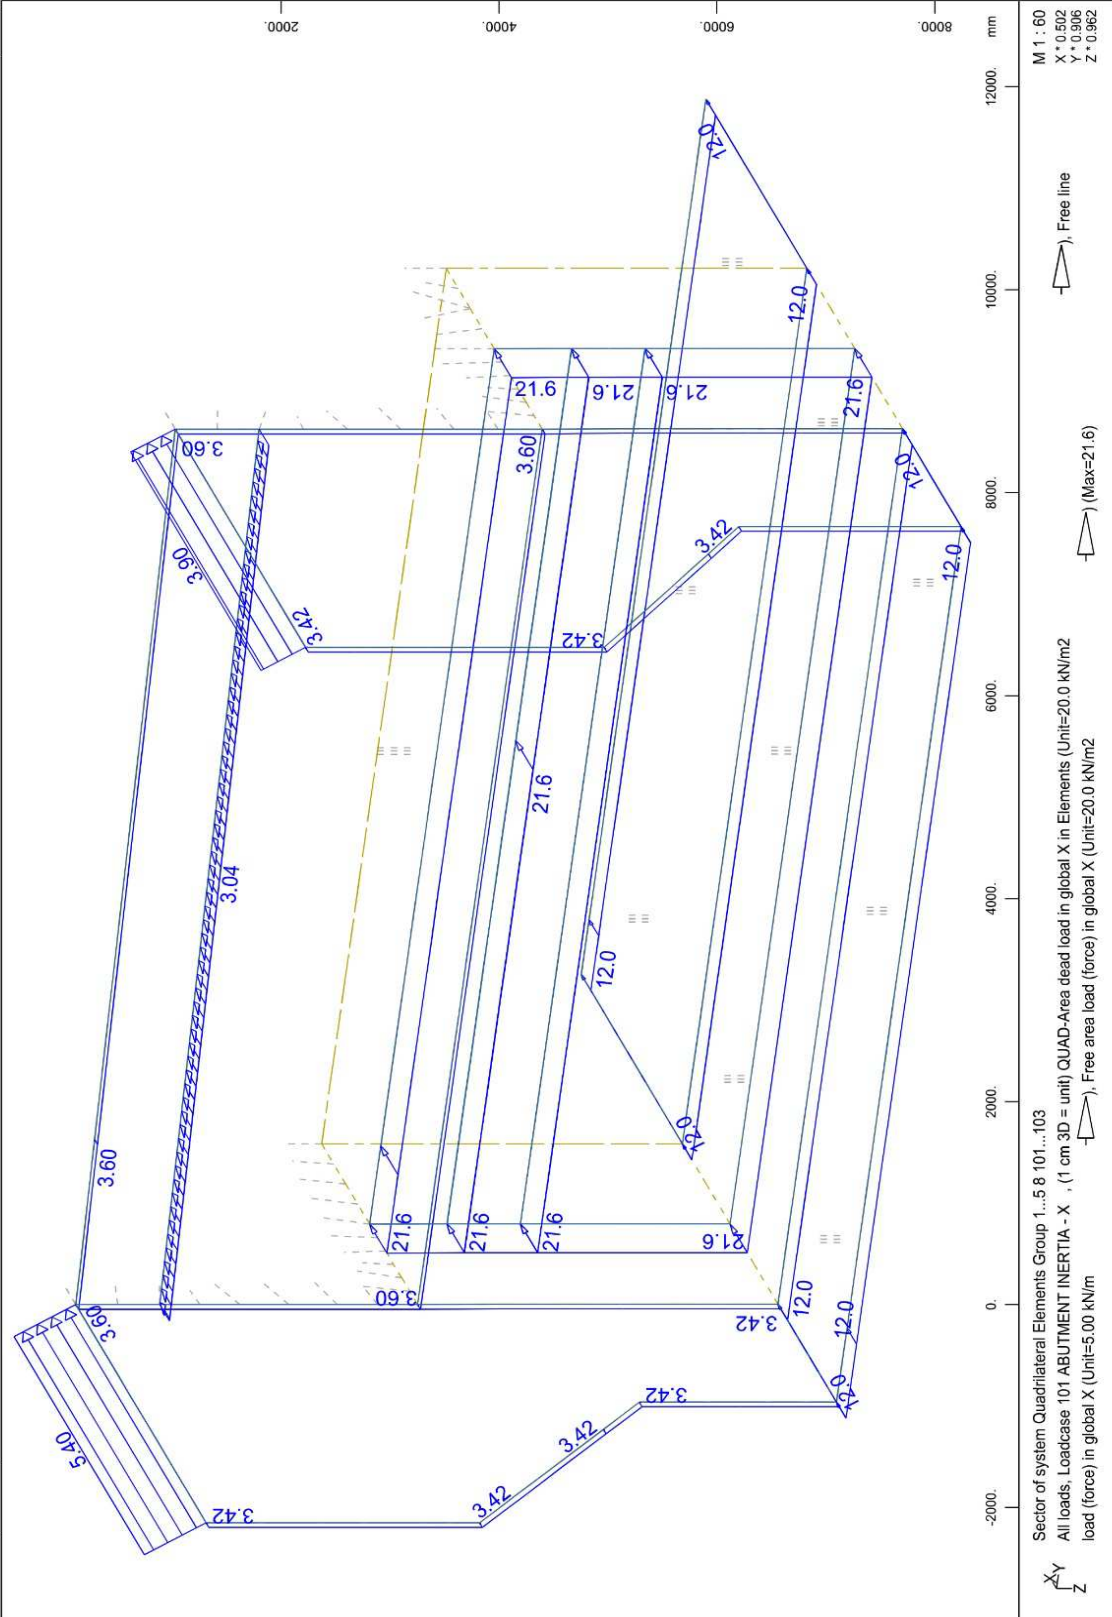 5.40
3.60
3.60
3.90
3.60
3.04
3.42
3.42
2000.
3.60
21.6
21.6
3.42
4000.
3.60
21.6
21.6
21.6
3.42
3.42
12.0
21.6
3.42
21.6
12.0
12.0
3.42
6000.
21.6
3.42
12.0
12.0
12.0
12.0
21.6
12.0
8000.
12.0
-2000. 0. 2000. 4000. 6000. 8000. 10000. 12000. mm
Sector of system Quadrilateral Elements Group 1...5 8 101...103
M 1 : 60
All loads, Loadcase 101 ABUTMENT INERTIA - X , (1 cm 3D = unit) QUAD-Area dead load in global X in Elements (Unit=20.0 kN/m2
), Free area load (force) in global X (Unit=20.0 kN/m2
) (Max=21.6)
), Free line
load (force) in global X (Unit=5.00 kN/m
X * 0.502
Y * 0.906
Z * 0.962
X
Y
Z